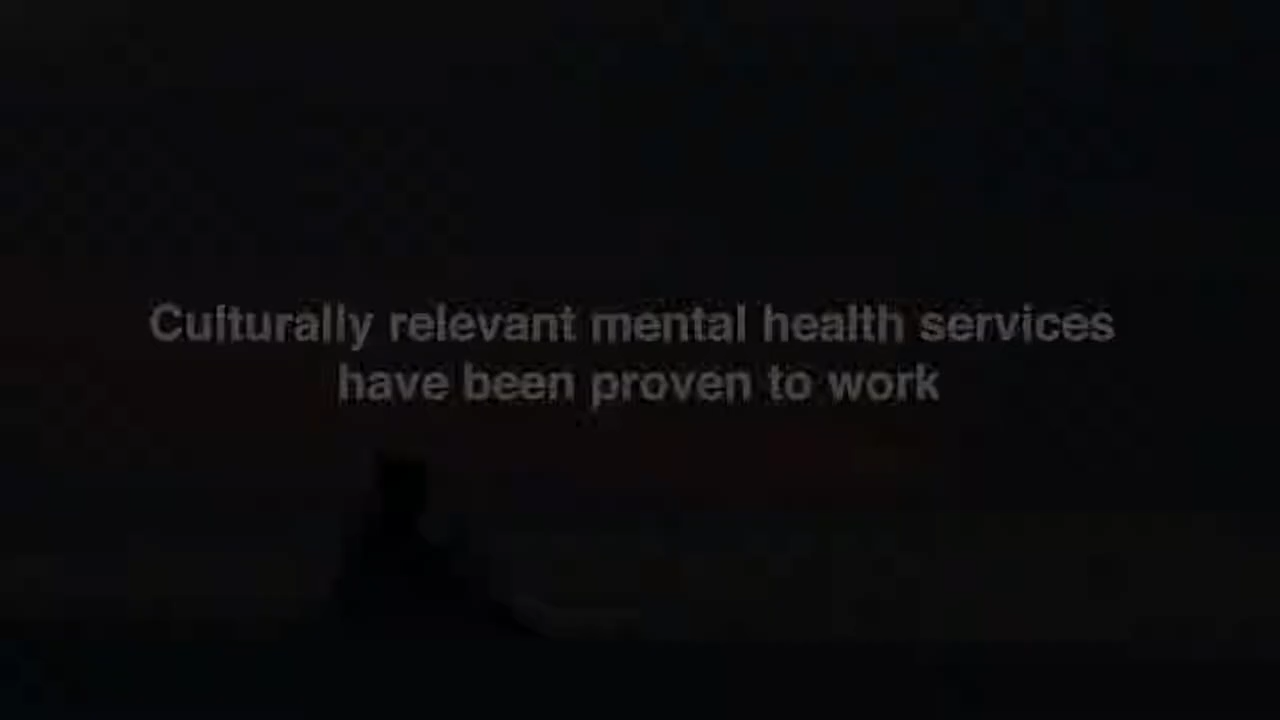 Culturally relevant mental health services
have been proven to work